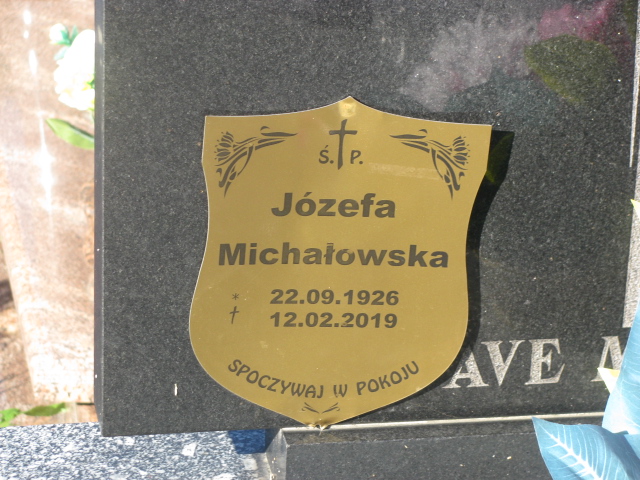 Ś. P.
Józefa
Michałowska
* 22.09.1926
† 12.02.2019
SPOCZYWAJ W POKOJU
AVE M